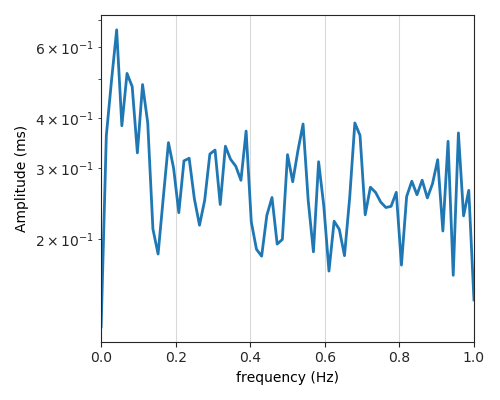 6 × 10⁻¹
4 × 10⁻¹
3 × 10⁻¹
2 × 10⁻¹
Amplitude (ms)
0.0 0.2 0.4 0.6 0.8 1.0
frequency (Hz)